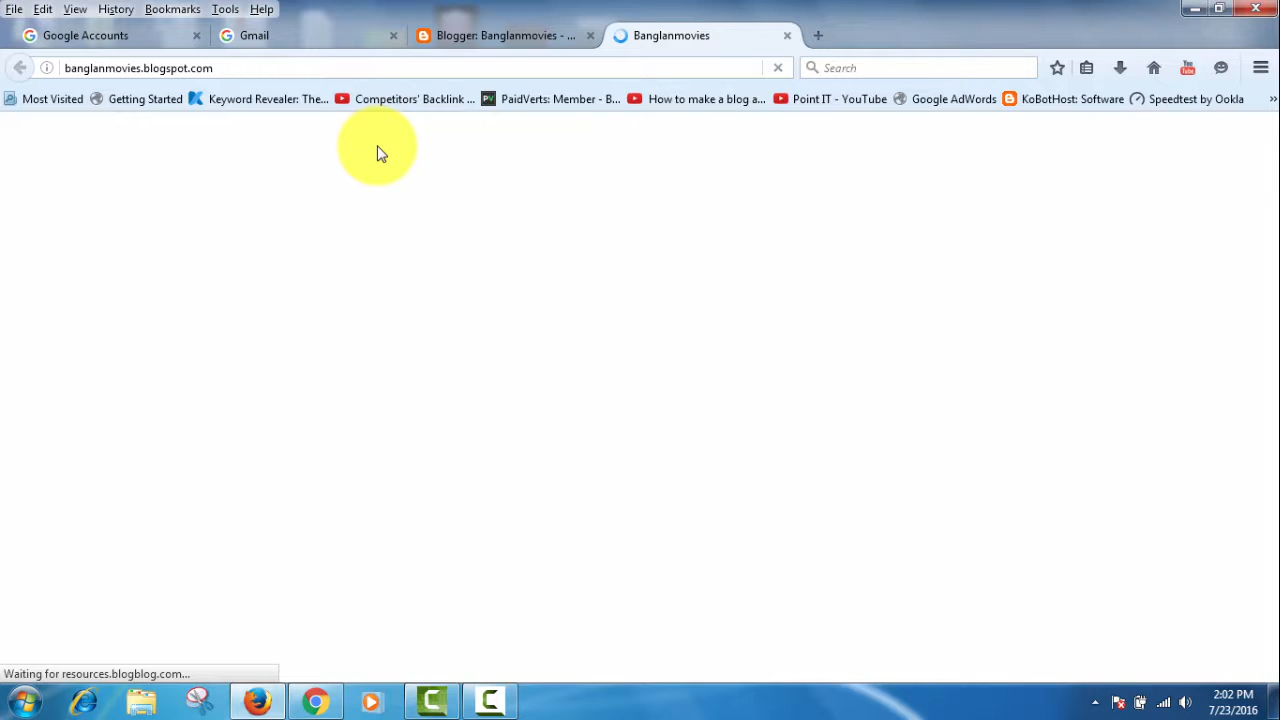 File Edit View History Bookmarks Tools Help
Google Accounts Gmail Blogger: Banglanmovies - ... Banglanmovies
banglanmovies.blogspot.com Search
Most Visited Getting Started Keyword Revealer: The... Competitors' Backlink ... PV PaidVerts: Member - B... How to make a blog a... Point IT - YouTube Google AdWords KoBotHost: Software Speedtest by Ookla »
Waiting for resources.blogblog.com...
2:02 PM
7/23/2016